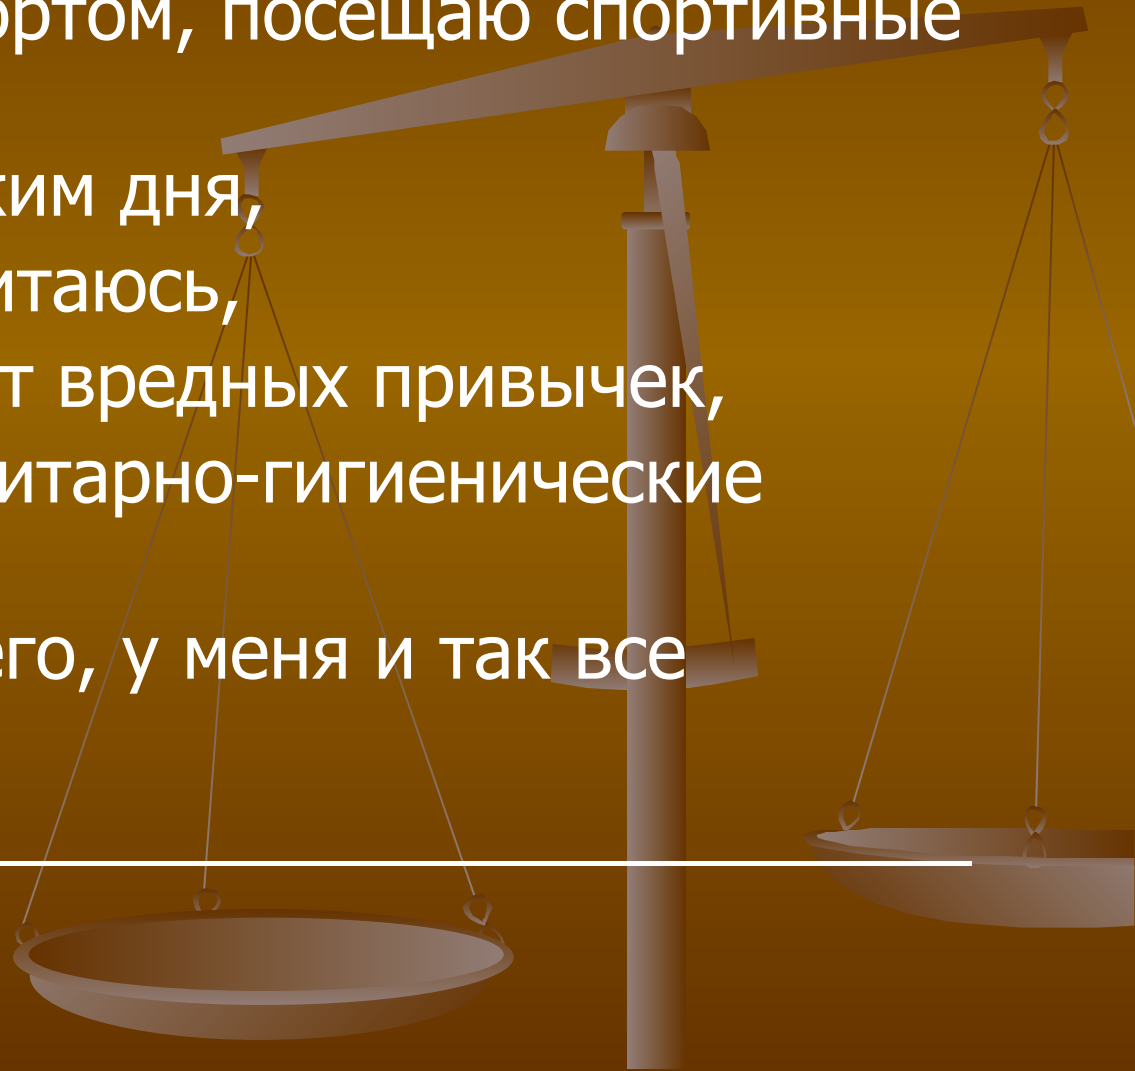 ортом, посещаю спортивные
ким дня,
итаюсь,
т вредных привычек,
итарно-гигиенические
его, у меня и так все